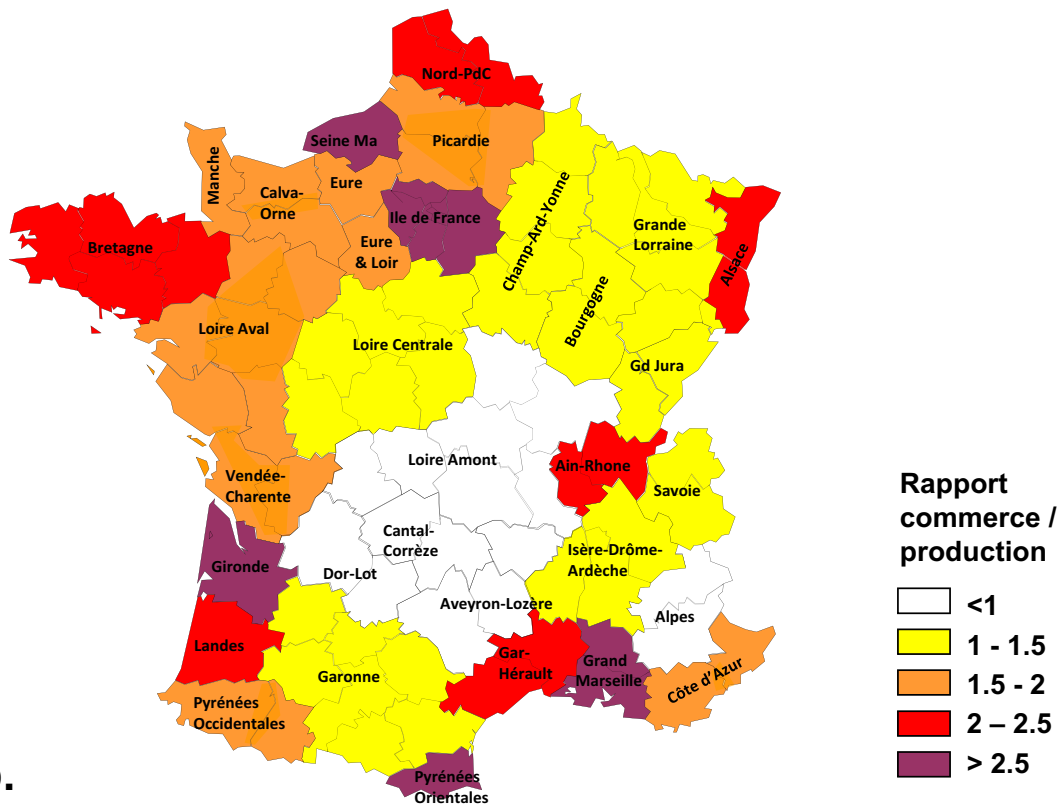 Nord-PdC
Seine Ma
Picardie
Manche
Calva-
Orne
Eure
Ile de France
Eure
& Loir
Champ-Ard-Yonne
Grande
Lorraine
Alsace
Bretagne
Loire Aval
Loire Centrale
Bourgogne
Gd Jura
Loire Amont
Ain-Rhone
Savoie
Vendée-
Charente
Cantal-
Corrèze
Isère-Drôme-
Ardèche
Gironde
Dor-Lot
Aveyron-Lozère
Alpes
Landes
Garonne
Gar-
Hérault
Grand
Marseille
Côte d'Azur
Pyrénées
Occidentales
Pyrénées
Orientales
Rapport
commerce /
production
<1
1 - 1.5
1.5 - 2
2 – 2.5
> 2.5